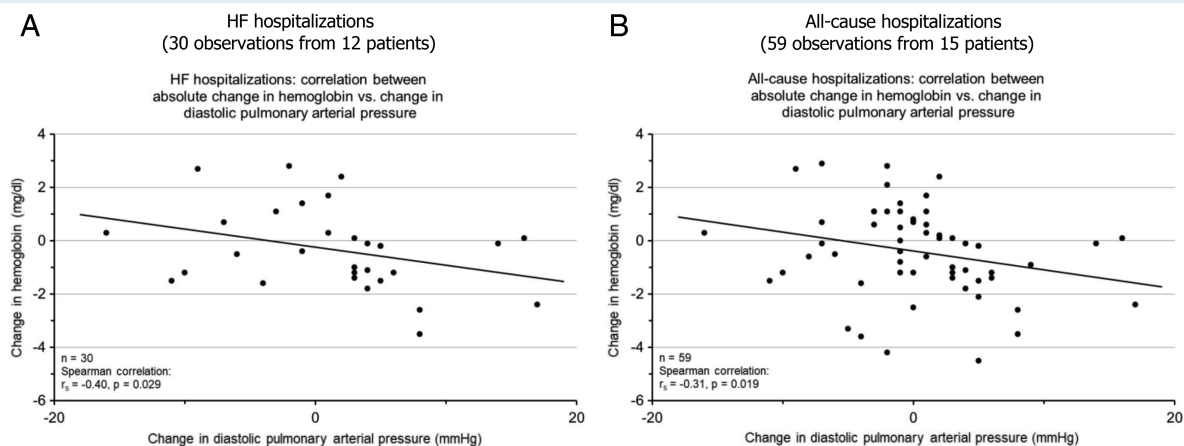 A
HF hospitalizations
(30 observations from 12 patients)
HF hospitalizations: correlation between
absolute change in hemoglobin vs. change in
diastolic pulmonary arterial pressure
Change in hemoglobin (mg/dl)
4
2
0
-2
-4
-6
n = 30
Spearman correlation:
rₛ = -0.40, p = 0.029
-20
0
20
Change in diastolic pulmonary arterial pressure (mmHg)
B
All-cause hospitalizations
(59 observations from 15 patients)
All-cause hospitalizations: correlation between
absolute change in hemoglobin vs. change in
diastolic pulmonary arterial pressure
Change in hemoglobin (mg/dl)
4
2
0
-2
-4
-6
n = 59
Spearman correlation:
rₛ = -0.31, p = 0.019
-20
0
20
Change in diastolic pulmonary arterial pressure (mmHg)